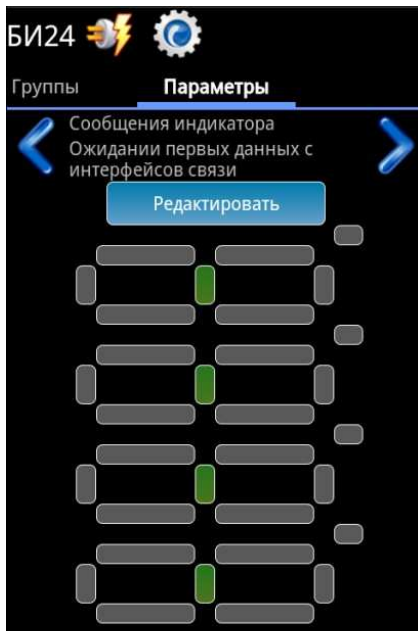 БИ24
Группы Параметры
Сообщения индикатора
Ожидании первых данных с
интерфейсов связи
Редактировать